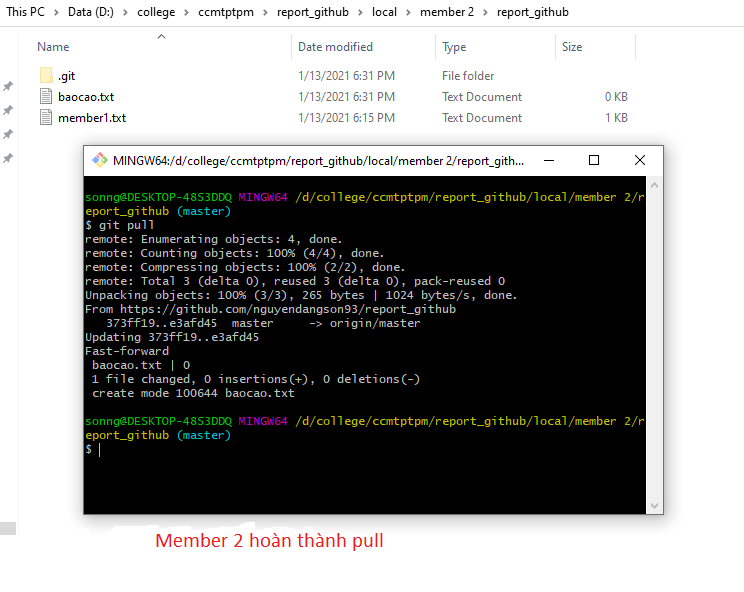 This PC > Data (D:) > college > ccmtptpm > report_github > local > member 2 > report_github
Name Date modified Type Size
.git 1/13/2021 6:31 PM File folder
baocao.txt 1/13/2021 6:31 PM Text Document 0 KB
member1.txt 1/13/2021 6:15 PM Text Document 1 KB
MINGW64:/d/college/ccmtptpm/report_github/local/member 2/report_gith...
sonng@DESKTOP-48S3DDQ MINGW64 /d/college/ccmtptpm/report_github/local/member 2/r
eport_github (master)
$ git pull
remote: Enumerating objects: 4, done.
remote: Counting objects: 100% (4/4), done.
remote: Compressing objects: 100% (2/2), done.
remote: Total 3 (delta 0), reused 3 (delta 0), pack-reused 0
Unpacking objects: 100% (3/3), 265 bytes | 1024 bytes/s, done.
From https://github.com/nguyendangson93/report_github
373ff19..e3afd45 master -> origin/master
Updating 373ff19..e3afd45
Fast-forward
baocao.txt | 0
1 file changed, 0 insertions(+), 0 deletions(-)
create mode 100644 baocao.txt
sonng@DESKTOP-48S3DDQ MINGW64 /d/college/ccmtptpm/report_github/local/member 2/r
eport_github (master)
$
Member 2 hoàn thành pull